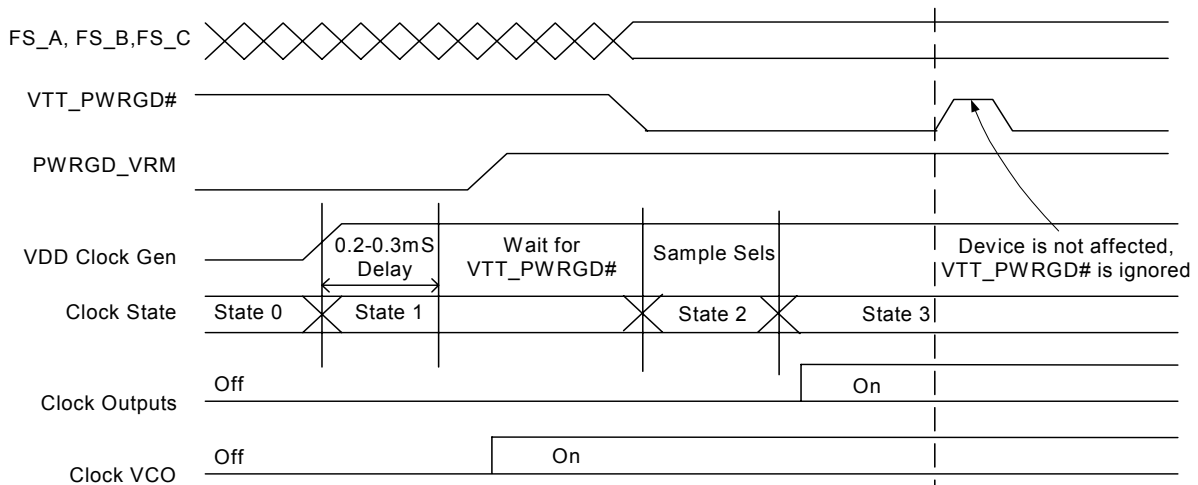 FS_A, FS_B,FS_C
VTT_PWRGD#
PWRGD_VRM
VDD Clock Gen
0.2-0.3mS
Delay
Wait for
VTT_PWRGD#
Sample Sels
Device is not affected,
VTT_PWRGD# is ignored
Clock State
State 0
State 1
State 2
State 3
Clock Outputs
Off
On
Clock VCO
Off
On